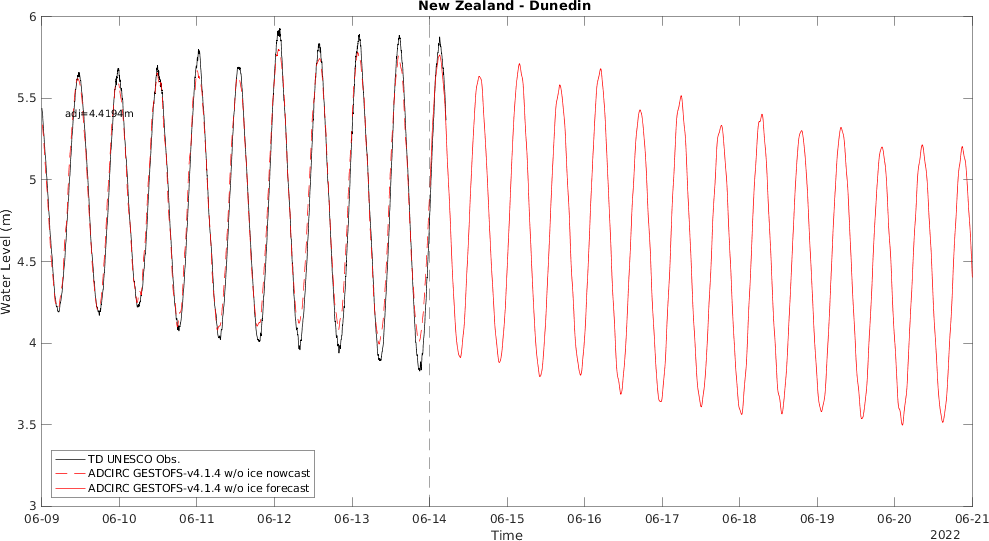 New Zealand - Dunedin
Water Level (m)
6
5.5
5
4.5
4
3.5
3
adj=4.4194m
TD UNESCO Obs.
ADCIRC GESTOFS-v4.1.4 w/o ice nowcast
ADCIRC GESTOFS-v4.1.4 w/o ice forecast
06-09 06-10 06-11 06-12 06-13 06-14 06-15 06-16 06-17 06-18 06-19 06-20 06-21
Time
2022